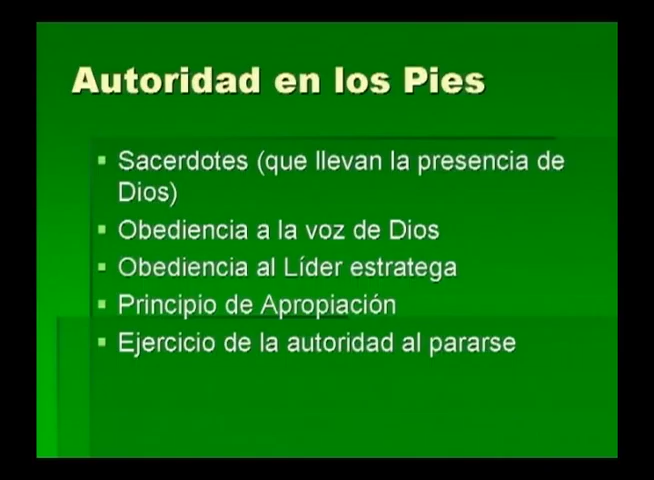 Autoridad en los Pies
▪ Sacerdotes (que llevan la presencia de
Dios)
▪ Obediencia a la voz de Dios
▪ Obediencia al Líder estratega
▪ Principio de Apropiación
▪ Ejercicio de la autoridad al pararse